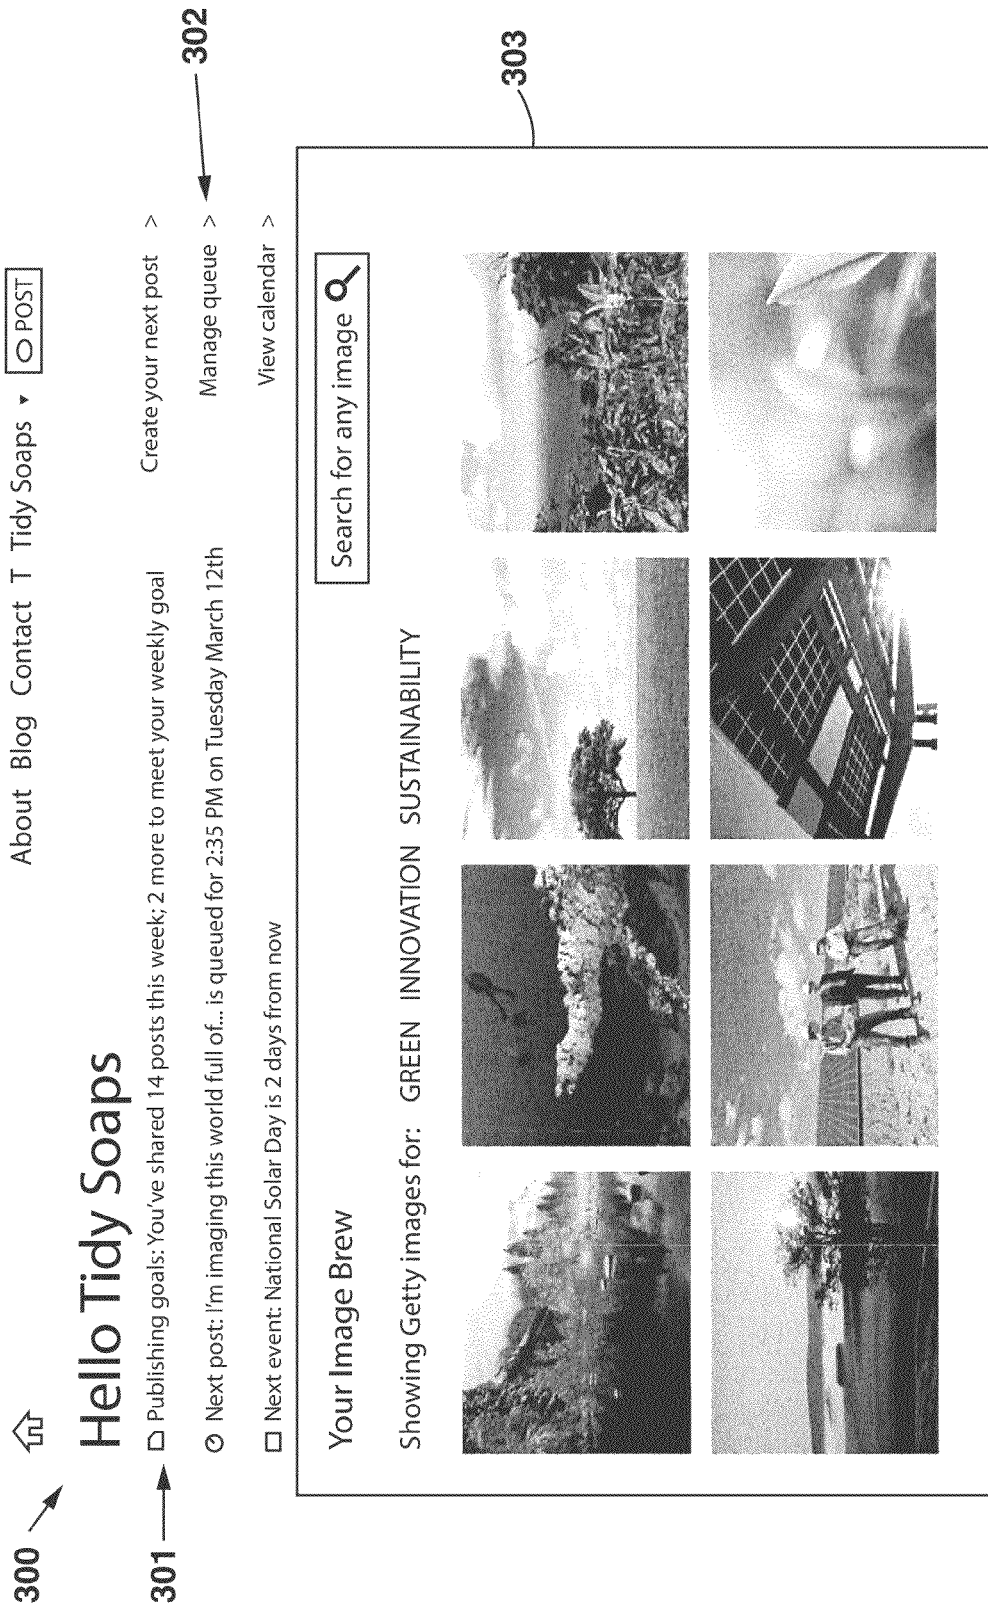 300
About Blog Contact T Tidy Soaps ▾ POST
Hello Tidy Soaps
301
Publishing goals: You've shared 14 posts this week; 2 more to meet your weekly goal
Create your next post >
Next post: I'm imaging this world full of... is queued for 2:35 PM on Tuesday March 12th
Manage queue >
302
Next event: National Solar Day is 2 days from now
View calendar >
303
Your Image Brew
Search for any image
Showing Getty images for: GREEN INNOVATION SUSTAINABILITY